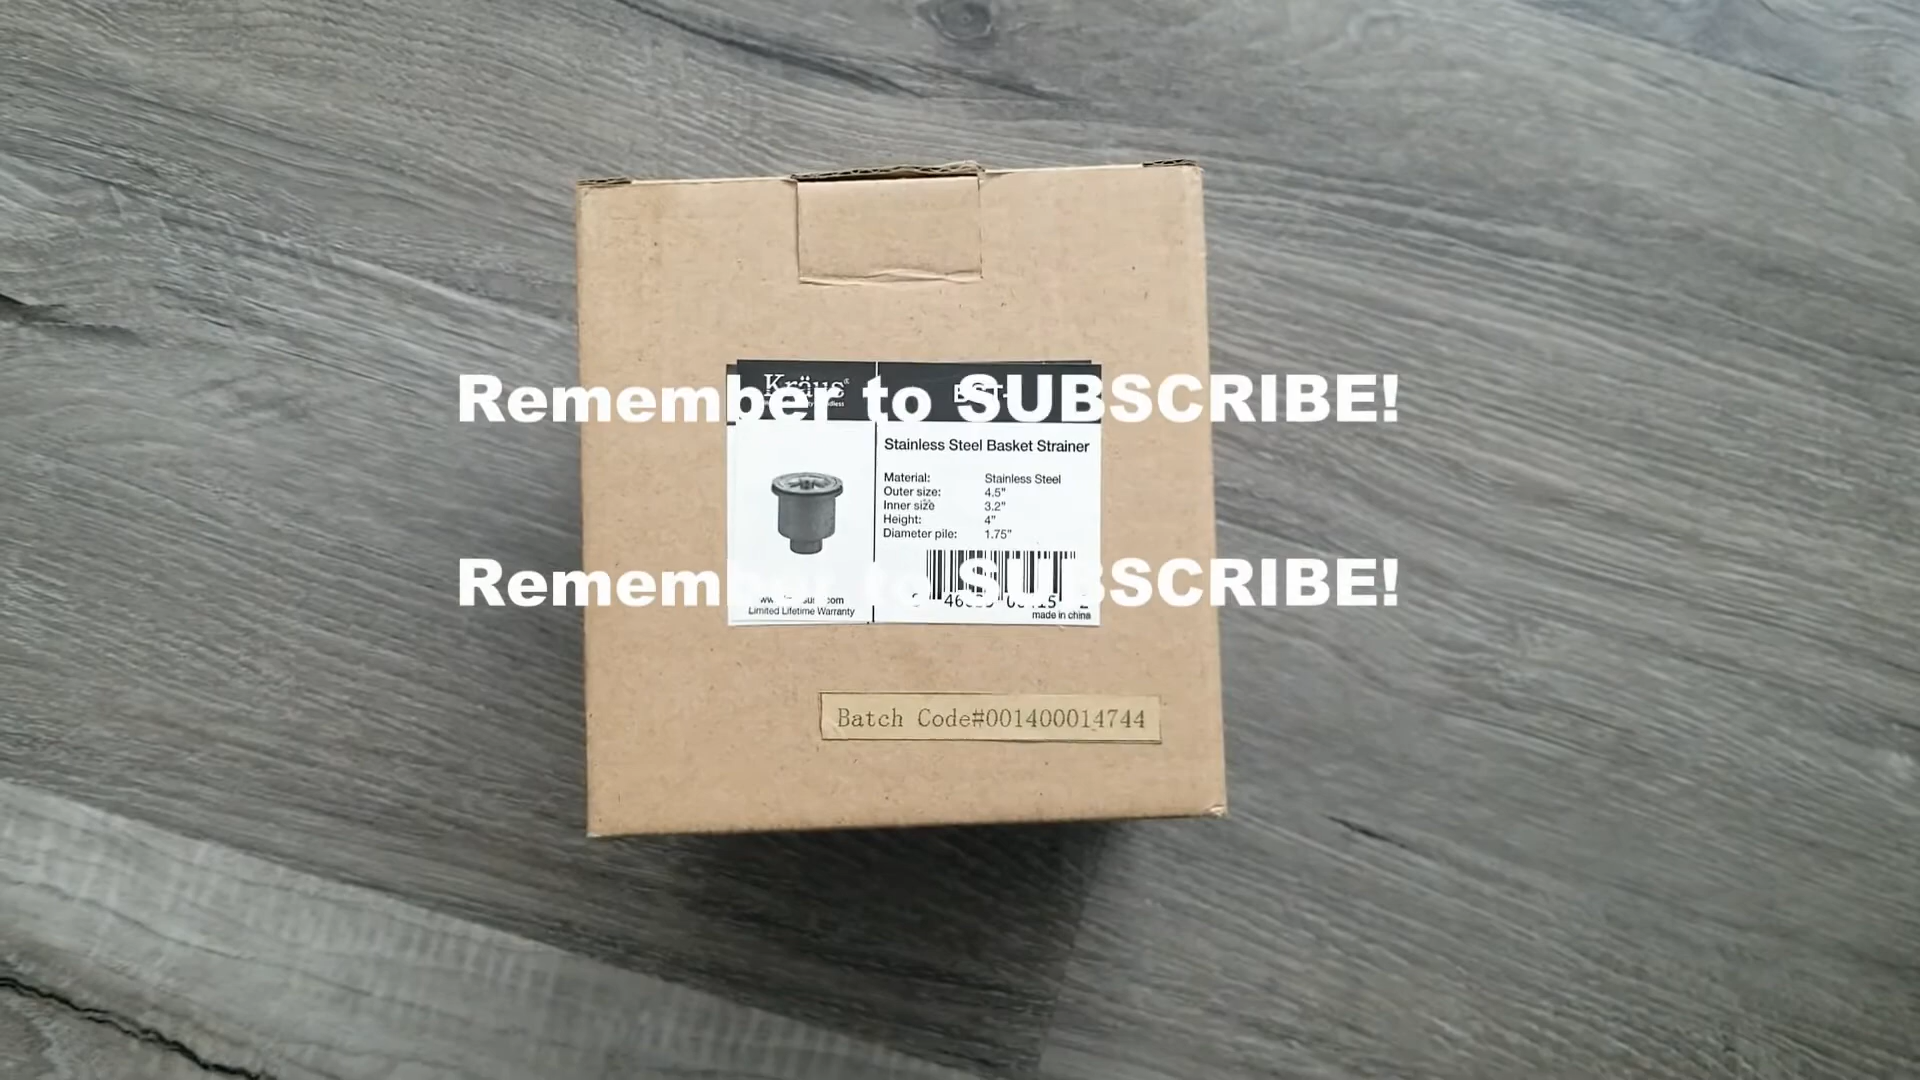 Kräus®
Remember to SUBSCRIBE!
Stainless Steel Basket Strainer
Material: Stainless Steel
Outer size: 4.5"
Inner size 3.2"
Height: 4"
Diameter pile: 1.75"
Remember to SUBSCRIBE!
Limited Lifetime Warranty
made in china
Batch Code#001400014744